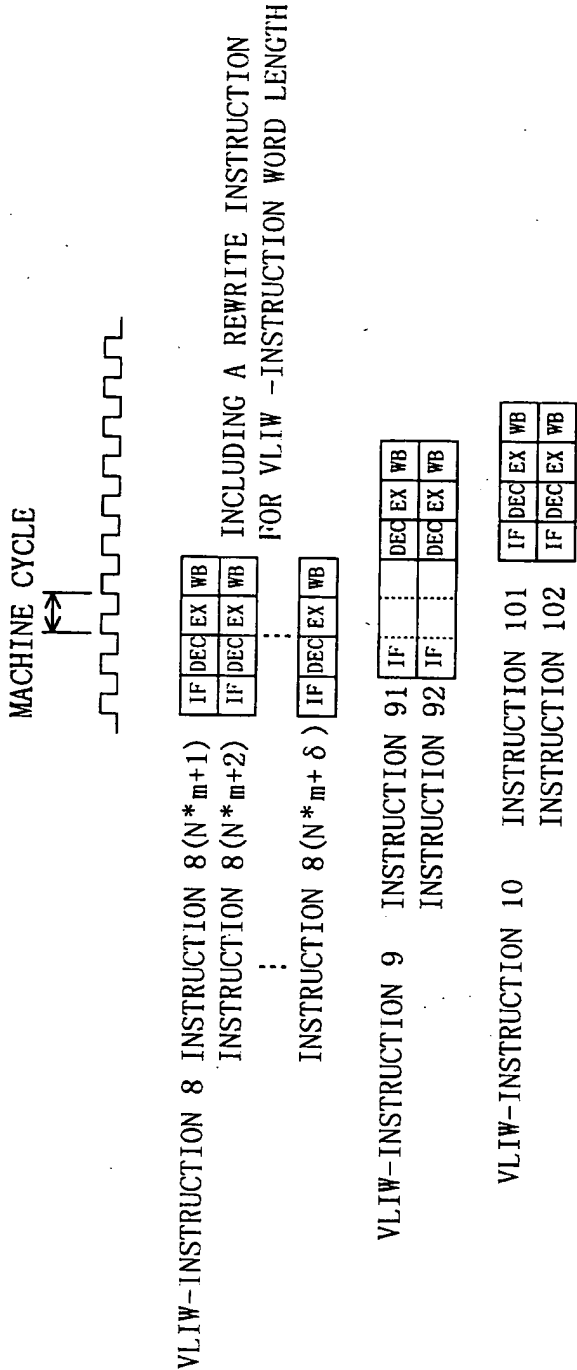 MACHINE CYCLE
VLIW-INSTRUCTION 8 INSTRUCTION 8(N*m+1) IF DEC EX WB
INSTRUCTION 8(N*m+2) IF DEC EX WB
INCLUDING A REWRITE INSTRUCTION
FOR VLIW -INSTRUCTION WORD LENGTH
INSTRUCTION 8(N*m+ δ) IF DEC EX WB
VLIW-INSTRUCTION 9 INSTRUCTION 91 IF DEC EX WB
INSTRUCTION 92 IF DEC EX WB
VLIW-INSTRUCTION 10 INSTRUCTION 101 IF DEC EX WB
INSTRUCTION 102 IF DEC EX WB